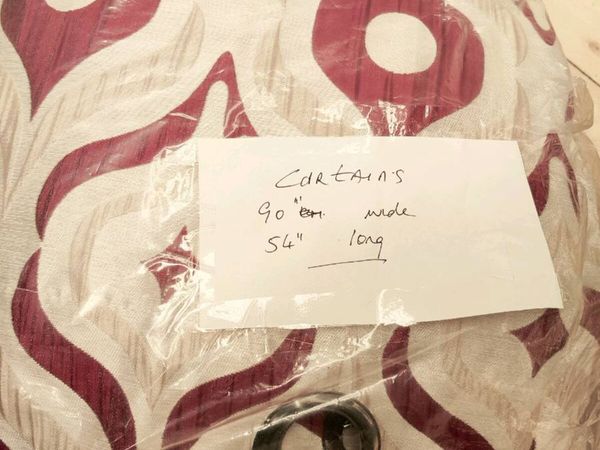 CURTAINS
90" wide
54" long